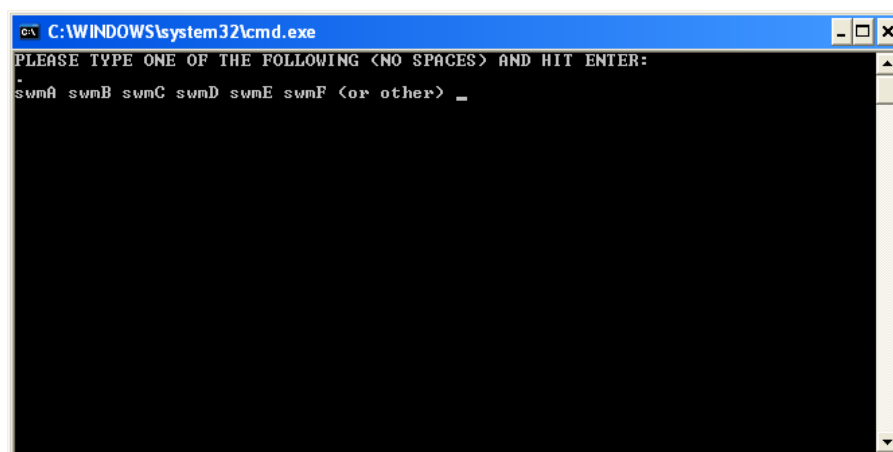 C:\WINDOWS\system32\cmd.exe
PLEASE TYPE ONE OF THE FOLLOWING (NO SPACES) AND HIT ENTER:
.
swmA swmB swmC swmD swmE swmF (or other) _